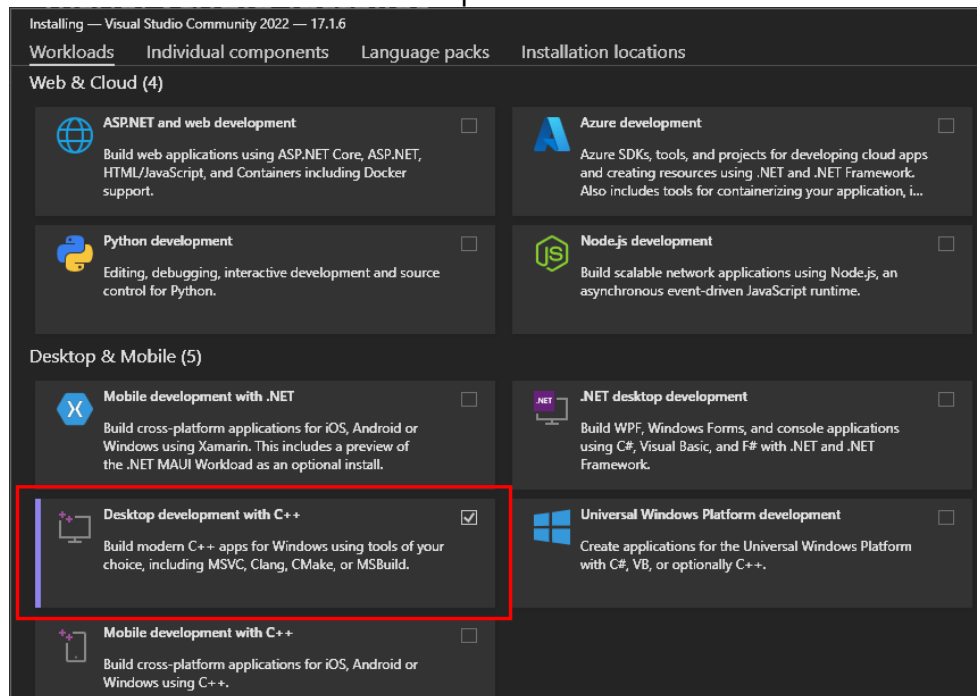 Installing — Visual Studio Community 2022 — 17.1.6
Workloads Individual components Language packs Installation locations
Web & Cloud (4)
ASP.NET and web development
Build web applications using ASP.NET Core, ASP.NET,
HTML/JavaScript, and Containers including Docker
support.
Azure development
Azure SDKs, tools, and projects for developing cloud apps
and creating resources using .NET and .NET Framework.
Also includes tools for containerizing your application, i...
Python development
Editing, debugging, interactive development and source
control for Python.
JS
Node.js development
Build scalable network applications using Node.js, an
asynchronous event-driven JavaScript runtime.
Desktop & Mobile (5)
Mobile development with .NET
Build cross-platform applications for iOS, Android or
Windows using Xamarin. This includes a preview of
the .NET MAUI Workload as an optional install.
.NET
.NET desktop development
Build WPF, Windows Forms, and console applications
using C#, Visual Basic, and F# with .NET and .NET
Framework.
++
Desktop development with C++
Build modern C++ apps for Windows using tools of your
choice, including MSVC, Clang, CMake, or MSBuild.
Universal Windows Platform development
Create applications for the Universal Windows Platform
with C#, VB, or optionally C++.
++
Mobile development with C++
Build cross-platform applications for iOS, Android or
Windows using C++.